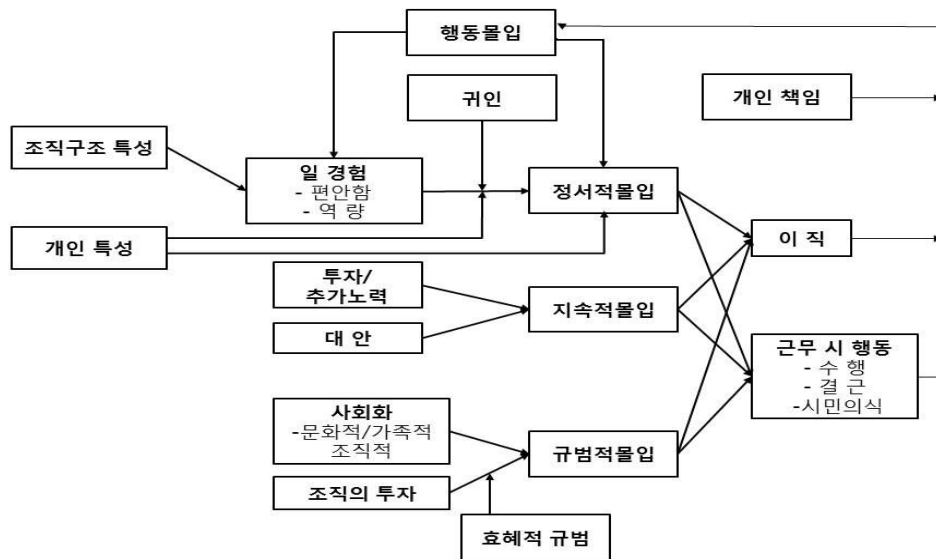 행동몰입
귀인
개인 책임
조직구조 특성
일 경험
- 편안함
- 역 량
정서적몰입
개인 특성
이 직
투자/
추가노력
지속적몰입
대 안
근무 시 행동
- 수 행
- 결 근
-시민의식
사회화
-문화적/가족적
조직적
규범적몰입
조직의 투자
효혜적 규범